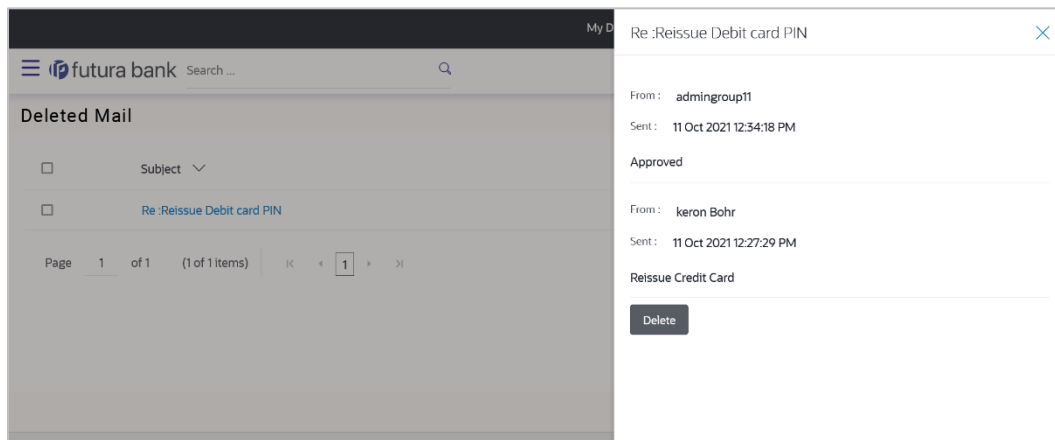 My D
futura bank Search ...
Deleted Mail
Subject
Re :Reissue Debit card PIN
Page 1 of 1 (1 of 1 items) 1
Re :Reissue Debit card PIN
From : admingroup11
Sent : 11 Oct 2021 12:34:18 PM
Approved
From : keron Bohr
Sent : 11 Oct 2021 12:27:29 PM
Reissue Credit Card
Delete